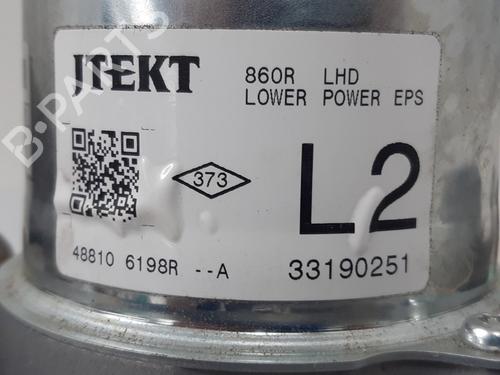 JTEKT
860R LHD
LOWER POWER EPS
373
L2
48810 6198R --A
33190251
B-PARTS